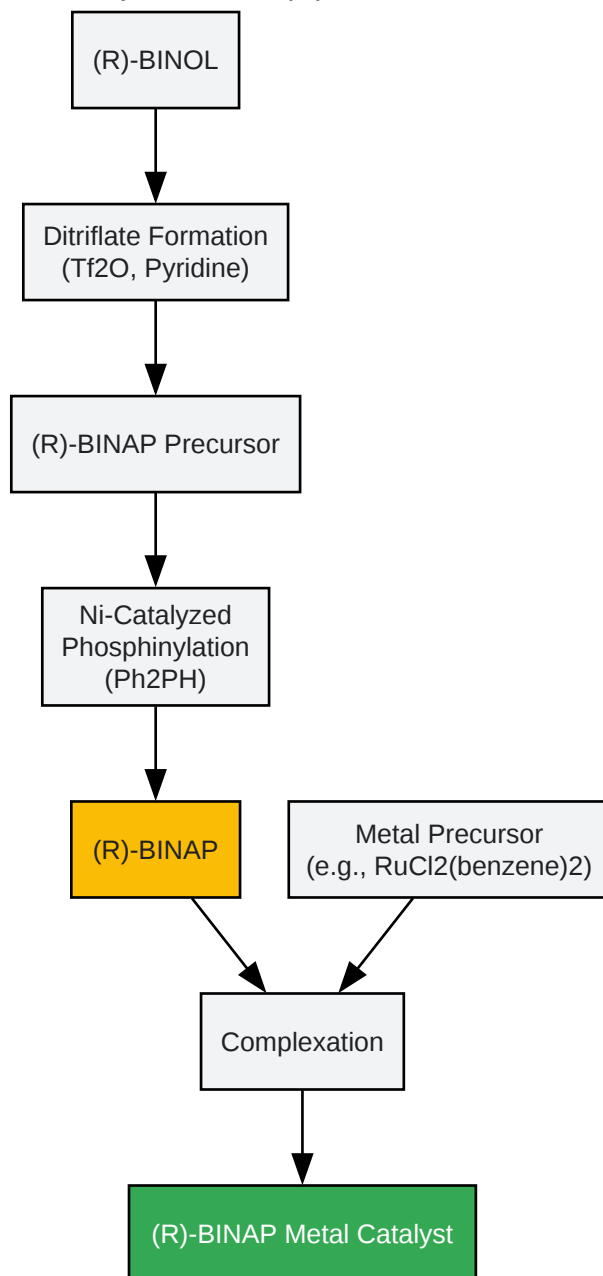 (R)-BINOL
Ditriflate Formation
(Tf2O, Pyridine)
(R)-BINAP Precursor
Ni-Catalyzed
Phosphinylation
(Ph2PH)
(R)-BINAP
Metal Precursor
(e.g., RuCl2(benzene)2)
Complexation
(R)-BINAP Metal Catalyst